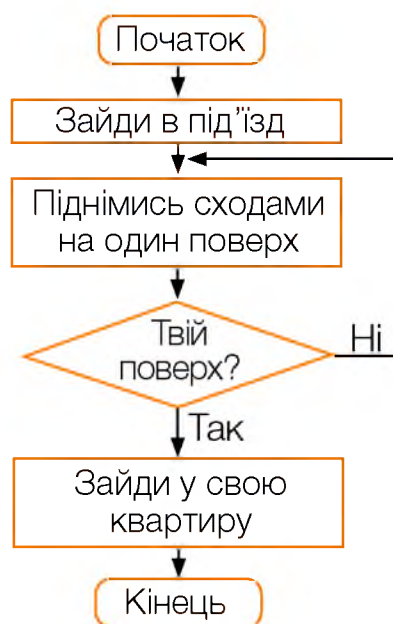 Початок
Зайди в під’їзд
Піднімись сходами
на один поверх
Твій
поверх?
Ні
Так
Зайди у свою
квартиру
Кінець